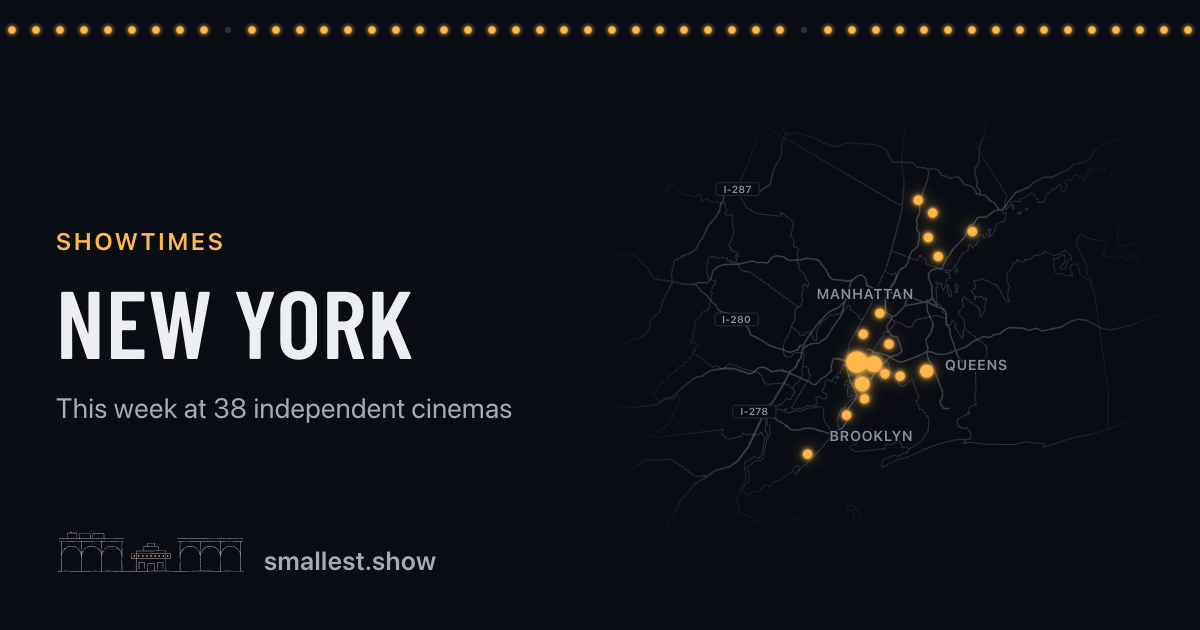 SHOWTIMES
NEW YORK
This week at 38 independent cinemas
smallest.show
I-287
MANHATTAN
I-280
QUEENS
I-278
BROOKLYN